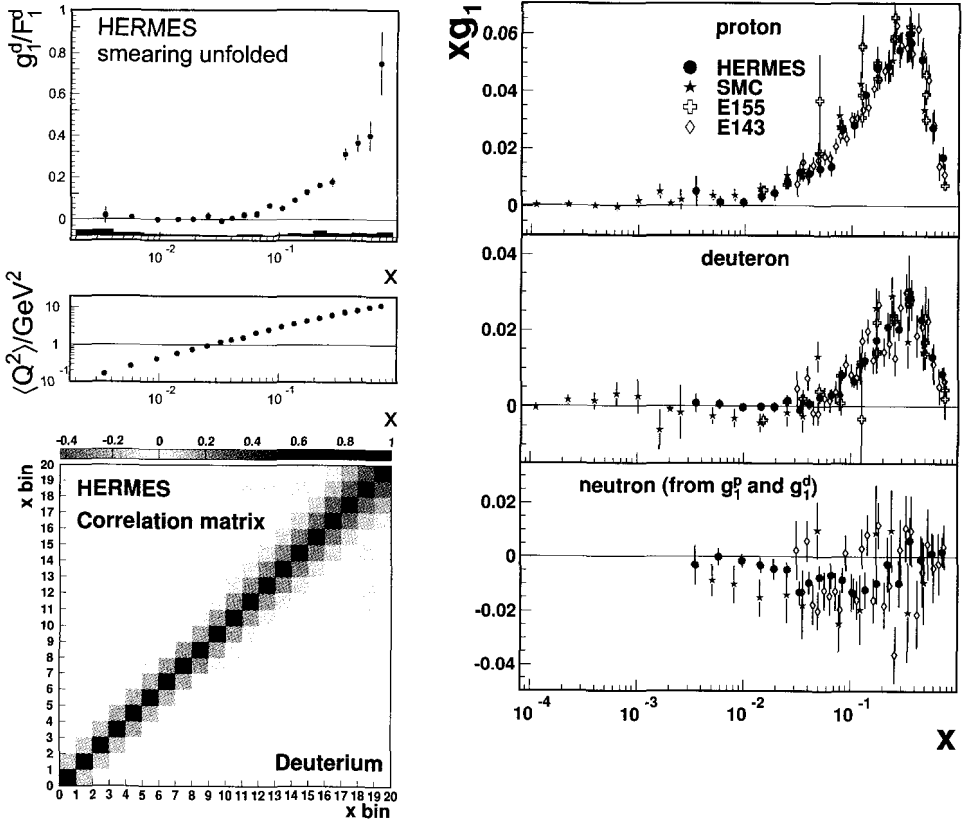 g₁ᵈ/F₁ᵈ
HERMES
smearing unfolded
1
0.8
0.6
0.4
0.2
0
10⁻² 10⁻¹
x
⟨Q²⟩/GeV²
10
1
10⁻¹
10⁻² 10⁻¹
x
-0.4 -0.2 0 0.2 0.4 0.6 0.8 1
x bin
20
19
18
17
16
15
14
13
12
11
10
9
8
7
6
5
4
3
2
1
0
HERMES
Correlation matrix
Deuterium
0 1 2 3 4 5 6 7 8 9 10 11 12 13 14 15 16 17 18 19 20
x bin
xg₁
proton
HERMES
SMC
E155
E143
0.06
0.04
0.02
0
deuteron
0.04
0.02
0
neutron (from g₁ᵖ and g₁ᵈ)
0.02
0
-0.02
-0.04
10⁻⁴ 10⁻³ 10⁻² 10⁻¹
x